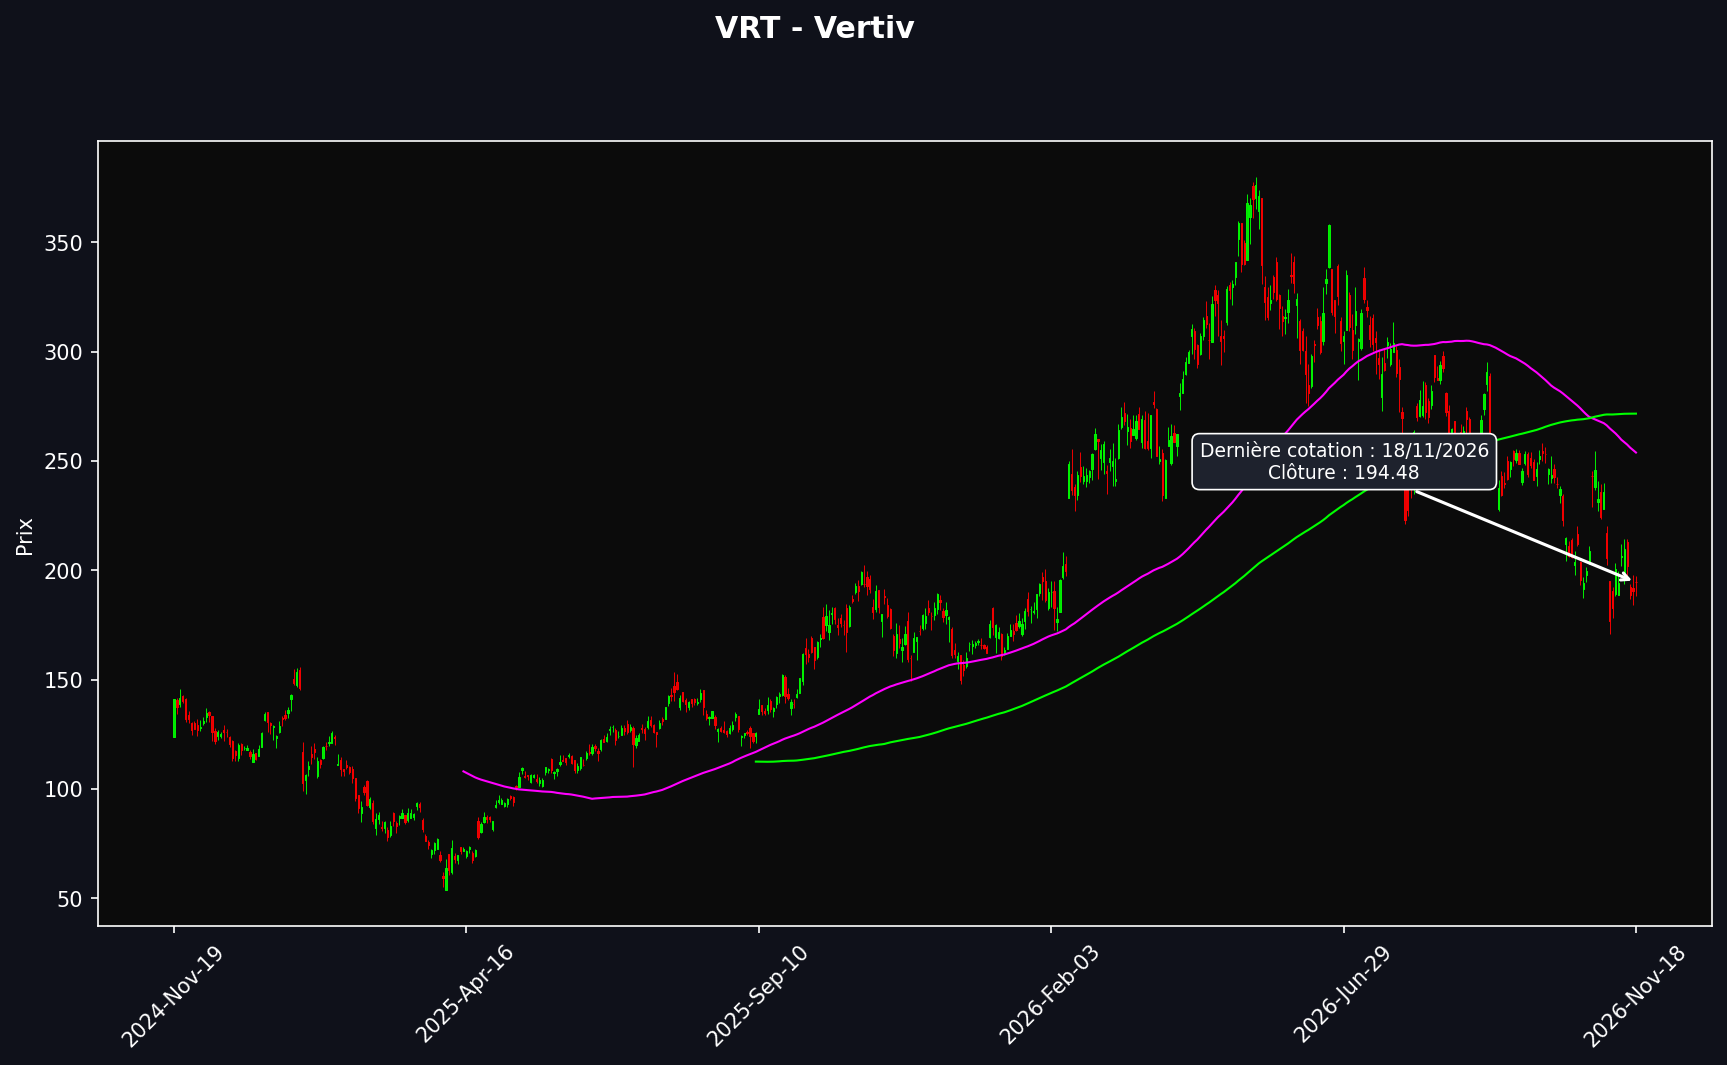 VRT - Vertiv
Prix
350
300
250
200
150
100
50
Dernière cotation : 18/11/2026
Clôture : 194.48
2024-Nov-19
2025-Apr-16
2025-Sep-10
2026-Feb-03
2026-Jun-29
2026-Nov-18